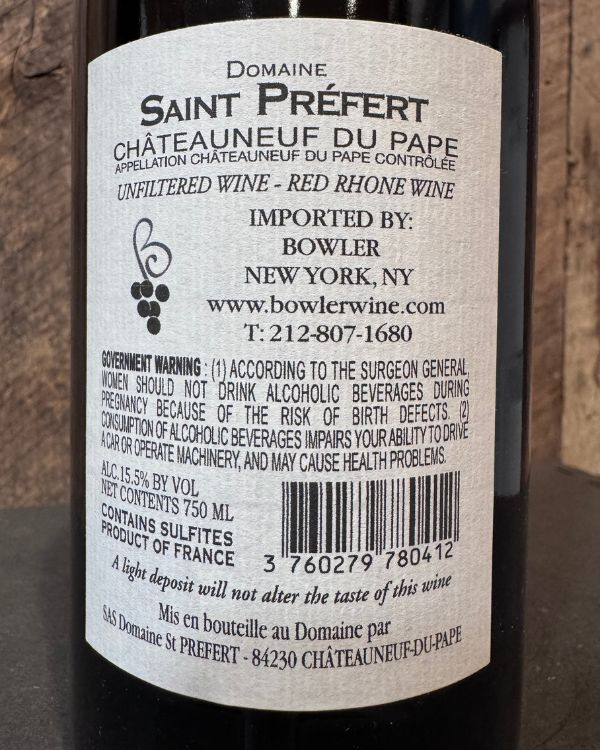 DOMAINE
SAINT PRÉFERT
CHÂTEAUNEUF DU PAPE
APPELLATION CHÂTEAUNEUF DU PAPE CONTRÔLÉE
UNFILTERED WINE - RED RHONE WINE
IMPORTED BY:
BOWLER
NEW YORK, NY
www.bowlerwine.com
T: 212-807-1680
GOVERNMENT WARNING : (1) ACCORDING TO THE SURGEON GENERAL,
WOMEN SHOULD NOT DRINK ALCOHOLIC BEVERAGES DURING
PREGNANCY BECAUSE OF THE RISK OF BIRTH DEFECTS. (2)
CONSUMPTION OF ALCOHOLIC BEVERAGES IMPAIRS YOUR ABILITY TO DRIVE
A CAR OR OPERATE MACHINERY, AND MAY CAUSE HEALTH PROBLEMS.
ALC.15.5% BY VOL
NET CONTENTS 750 ML
CONTAINS SULFITES
PRODUCT OF FRANCE
3 760279 780412
A light deposit will not alter the taste of this wine
Mis en bouteille au Domaine par
SAS Domaine St PREFERT - 84230 CHÂTEAUNEUF-DU-PAPE